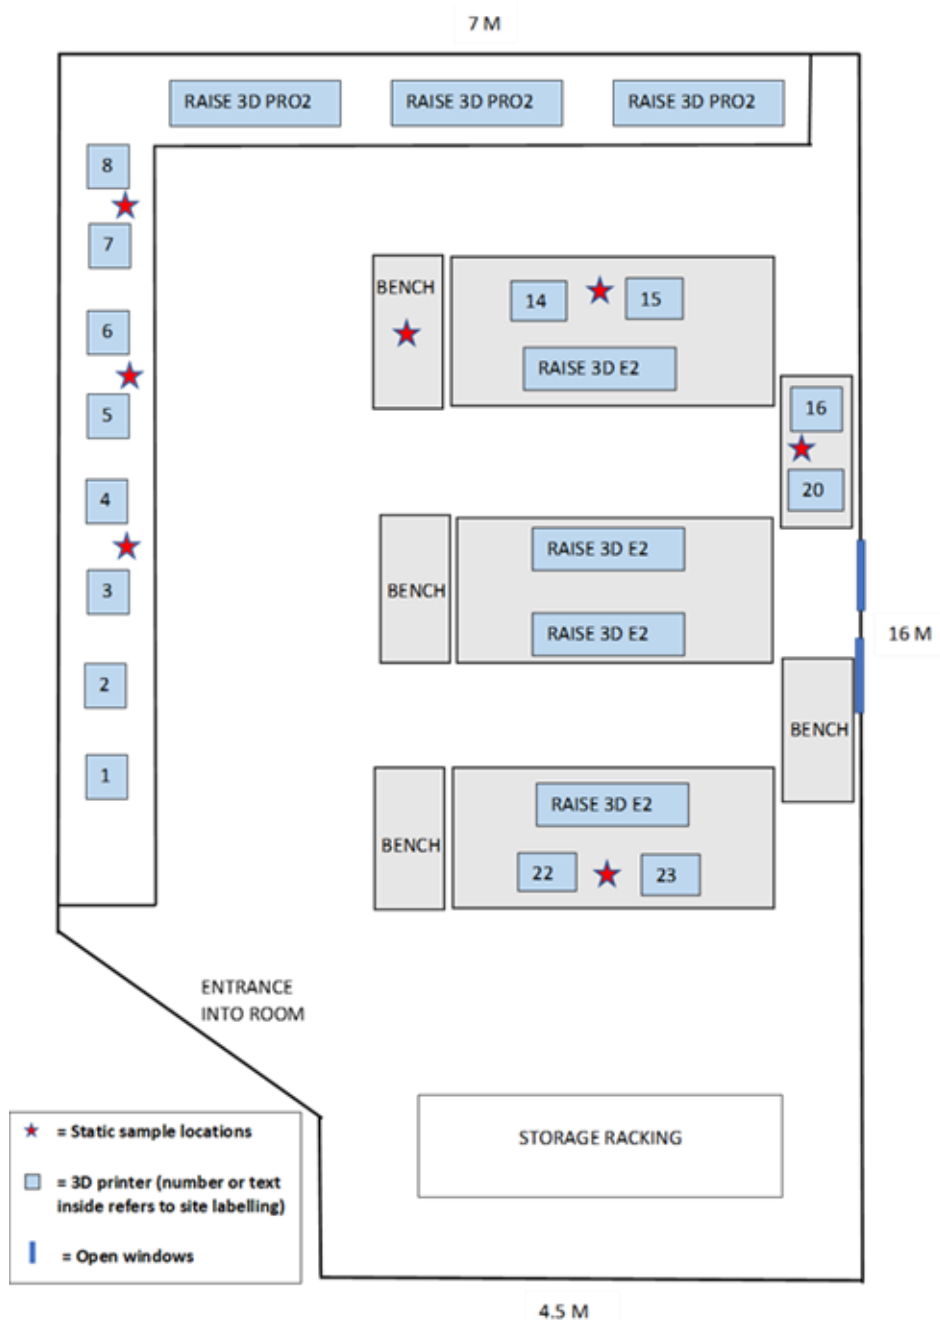 7 M
RAISE 3D PRO2
RAISE 3D PRO2
RAISE 3D PRO2
8
7
6
5
4
3
2
1
BENCH
14
15
RAISE 3D E2
16
20
BENCH
RAISE 3D E2
RAISE 3D E2
16 M
BENCH
BENCH
RAISE 3D E2
22
23
ENTRANCE
INTO ROOM
STORAGE RACKING
= Static sample locations
= 3D printer (number or text
inside refers to site labelling)
= Open windows
4.5 M